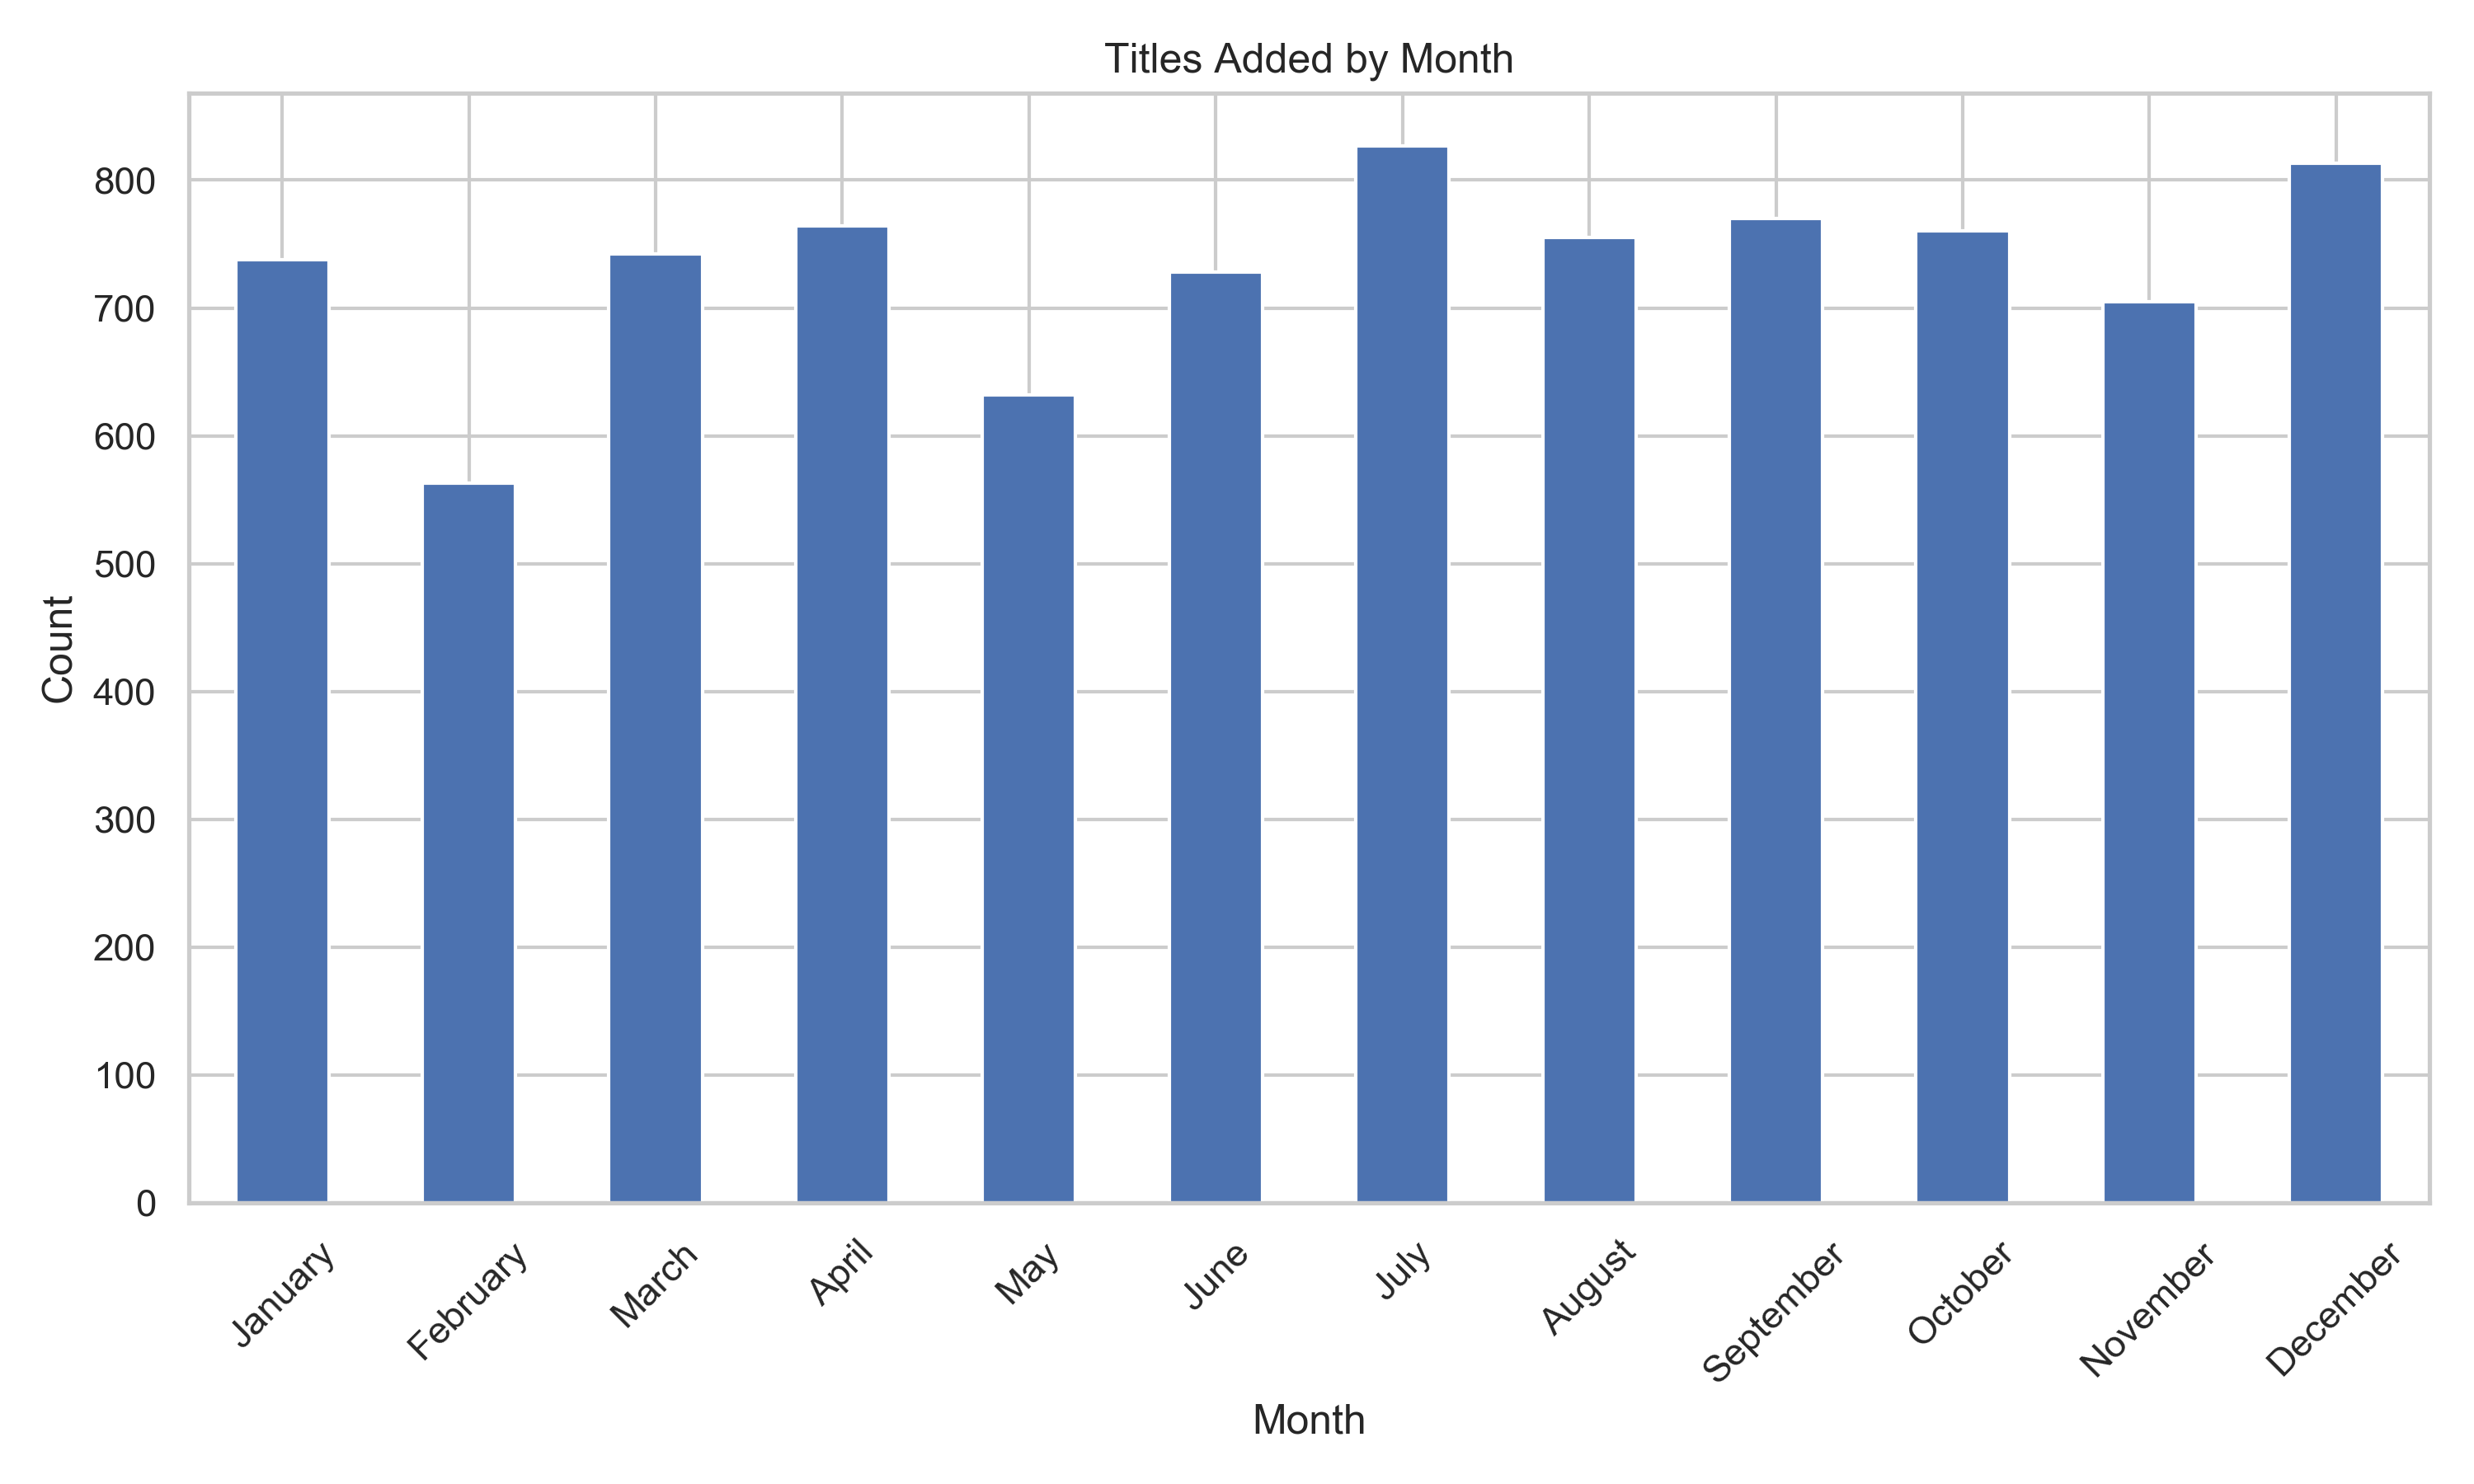 Titles Added by Month
Count
800
700
600
500
400
300
200
100
0
January
February
March
April
May
June
July
August
September
October
November
December
Month